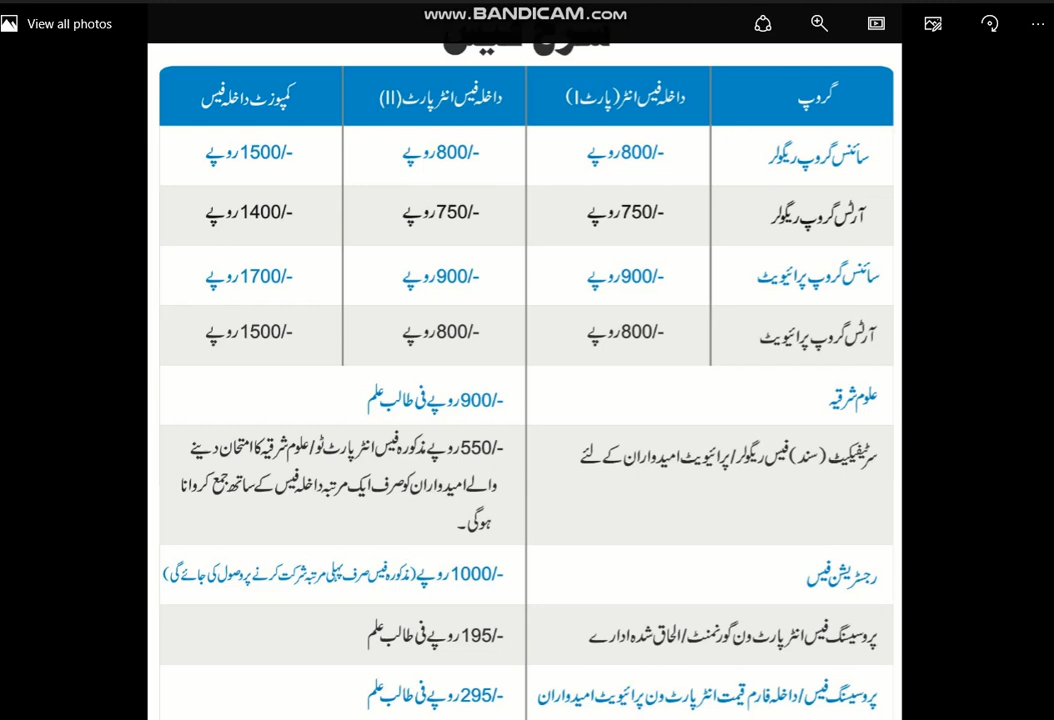 www.BANDICAM.com
View all photos
شرح فیس
گروپ	داخلہ فیس انٹر(پارٹ I)	داخلہ فیس انٹر پارٹ(II)	کمپوزٹ داخلہ فیس
سائنس گروپ ریگولر	800/-روپے	800/-روپے	1500/-روپے
آرٹس گروپ ریگولر	750/-روپے	750/-روپے	1400/-روپے
سائنس گروپ پرائیویٹ	900/-روپے	900/-روپے	1700/-روپے
آرٹس گروپ پرائیویٹ	800/-روپے	800/-روپے	1500/-روپے
علوم شرقیہ	900/-روپے فی طالب علم
سرٹیفیکیٹ (سند) فیس ریگولر/پرائیویٹ امیدواران کے لئے	550/-روپے مذکورہ فیس انٹر پارٹ ٹو/علوم شرقیہ کا امتحان دینے
والے امیدواران کو صرف ایک مرتبہ داخلہ فیس کے ساتھ جمع کروانا
ہوگی۔
رجسٹریشن فیس	1000/-روپے (مذکورہ فیس صرف پہلی مرتبہ شرکت کرنے پر وصول کی جائے گی)
پروسیسنگ فیس انٹر پارٹ ون گورنمنٹ/الحاق شدہ ادارے	195/-روپے فی طالب علم
پروسیسنگ فیس/داخلہ فارم قیمت انٹر پارٹ ون پرائیویٹ امیدواران	295/-روپے فی طالب علم